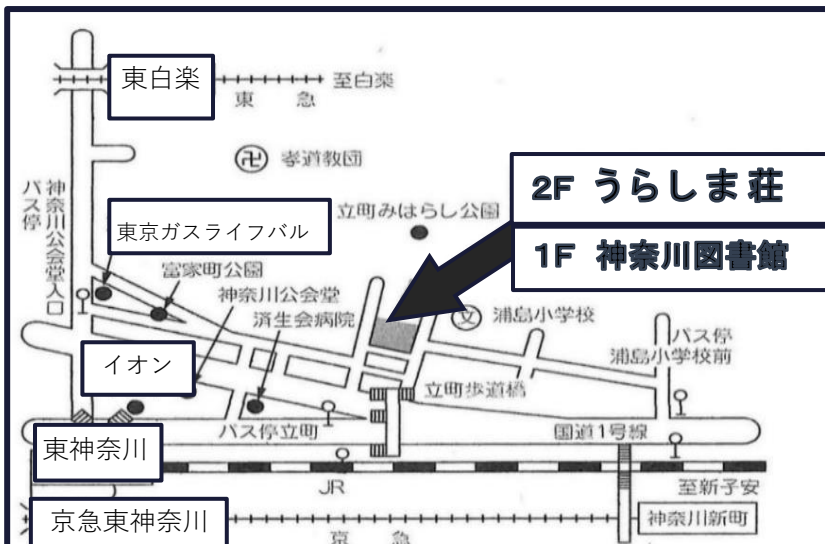 東白楽
至白楽
東 急
孝道教団
2F うらしま荘
1F 神奈川図書館
神奈川公会堂入口
バス停
立町みはらし公園
東京ガスライフバル
富家町公園
神奈川公会堂
済生会病院
文
浦島小学校
バス停
浦島小学校前
イオン
立町歩道橋
バス停立町
国道1号線
東神奈川
JR
至新子安
京急東神奈川
京 急
神奈川新町